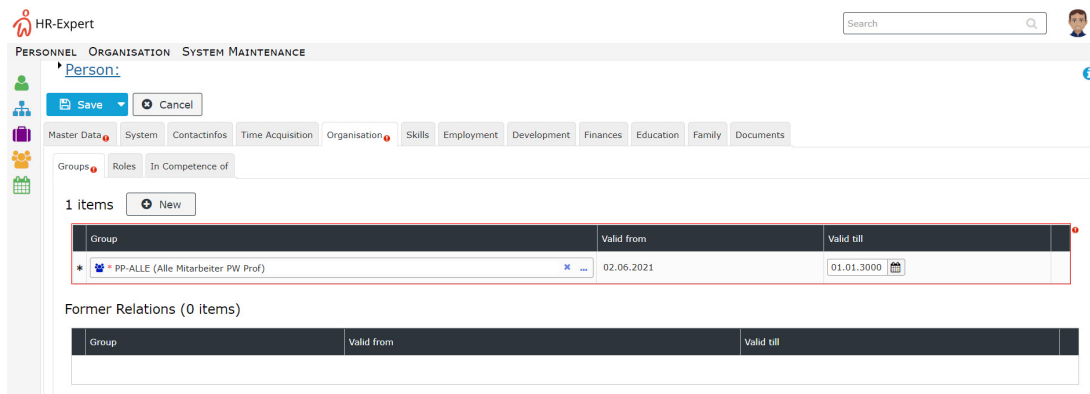 HR-Expert
Search
PERSONNEL ORGANISATION SYSTEM MAINTENANCE
Person:
Save Cancel
Master Data System Contactinfos Time Acquisition Organisation Skills Employment Development Finances Education Family Documents
Groups Roles In Competence of
1 items New
Group Valid from Valid till
* * PP-ALLE (Alle Mitarbeiter PW Prof) × ... 02.06.2021 01.01.3000
Former Relations (0 items)
Group Valid from Valid till